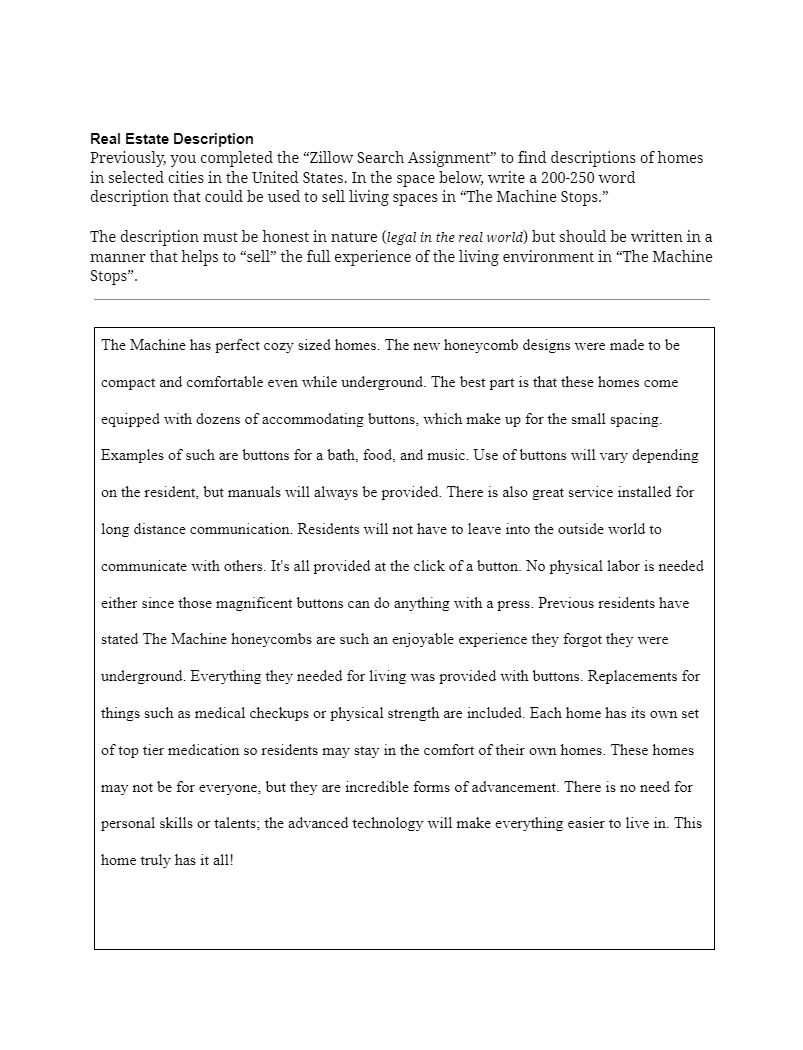 Real Estate Description
Previously, you completed the “Zillow Search Assignment” to find descriptions of homes
in selected cities in the United States. In the space below, write a 200-250 word
description that could be used to sell living spaces in “The Machine Stops.”
The description must be honest in nature (legal in the real world) but should be written in a
manner that helps to “sell” the full experience of the living environment in “The Machine
Stops”.
The Machine has perfect cozy sized homes. The new honeycomb designs were made to be
compact and comfortable even while underground. The best part is that these homes come
equipped with dozens of accommodating buttons, which make up for the small spacing.
Examples of such are buttons for a bath, food, and music. Use of buttons will vary depending
on the resident, but manuals will always be provided. There is also great service installed for
long distance communication. Residents will not have to leave into the outside world to
communicate with others. It's all provided at the click of a button. No physical labor is needed
either since those magnificent buttons can do anything with a press. Previous residents have
stated The Machine honeycombs are such an enjoyable experience they forgot they were
underground. Everything they needed for living was provided with buttons. Replacements for
things such as medical checkups or physical strength are included. Each home has its own set
of top tier medication so residents may stay in the comfort of their own homes. These homes
may not be for everyone, but they are incredible forms of advancement. There is no need for
personal skills or talents; the advanced technology will make everything easier to live in. This
home truly has it all!